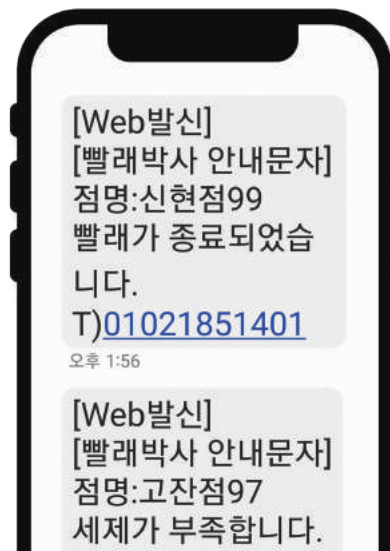 [Web발신]
[빨래박사 안내문자]
점명:신현점99
빨래가 종료되었습
니다.
T)01021851401
오후 1:56
[Web발신]
[빨래박사 안내문자]
점명:고잔점97
세제가 부족합니다.